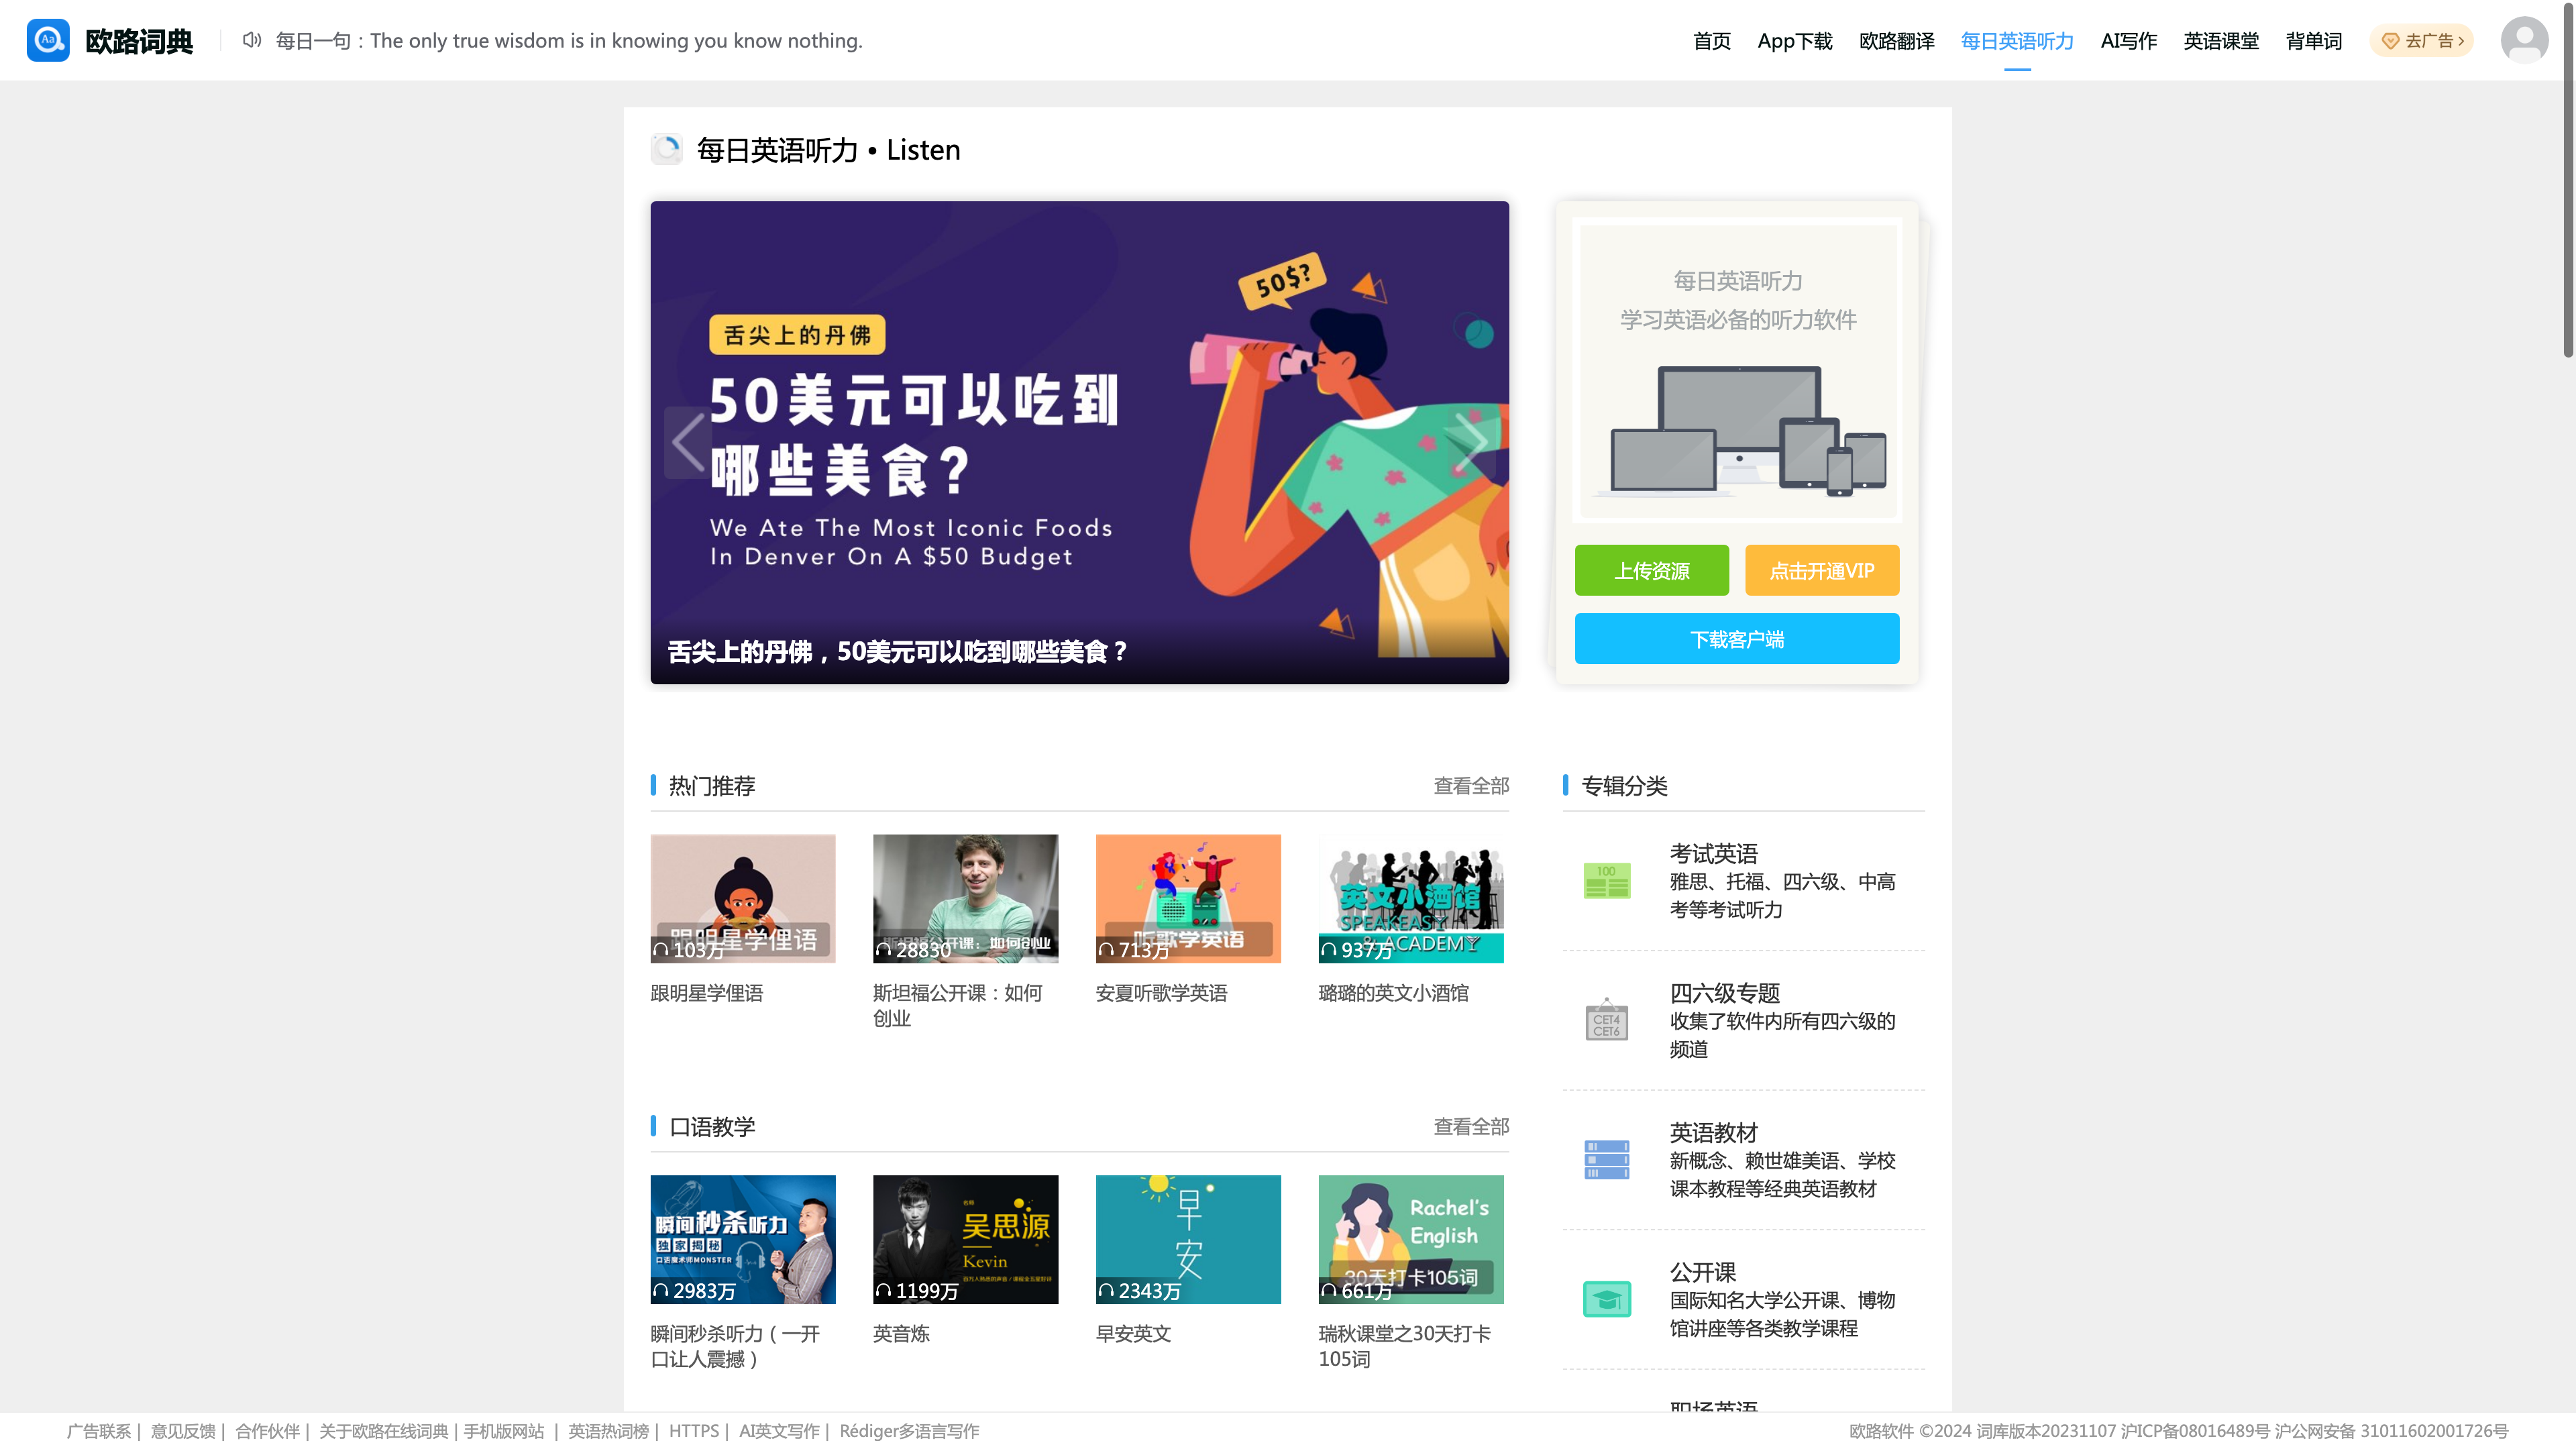 欧路词典
每日一句：The only true wisdom is in knowing you know nothing.
首页
App下载
欧路翻译
每日英语听力
AI写作
英语课堂
背单词
去广告
每日英语听力 • Listen
50$?
舌尖上的丹佛
50美元可以吃到
哪些美食？
We Ate The Most Iconic Foods
In Denver On A $50 Budget
舌尖上的丹佛，50美元可以吃到哪些美食？
每日英语听力
学习英语必备的听力软件
上传资源
点击开通VIP
下载客户端
热门推荐
查看全部
跟明星学俚语
103万
跟明星学俚语
28830
斯坦福公开课：如何
创业
听歌学英语
713万
安夏听歌学英语
英文小酒馆
SPEAKEASY
& ACADEMY
937万
璐璐的英文小酒馆
口语教学
查看全部
瞬间秒杀听力
独家揭秘
口语魔术师MONSTER
2983万
瞬间秒杀听力（一开
口让人震撼）
名师
吴思源
Kevin
1199万
英音炼
早安
2343万
早安英文
Rachel's
English
30天打卡105词
661万
瑞秋课堂之30天打卡
105词
专辑分类
100
考试英语
雅思、托福、四六级、中高
考等考试听力
CET4
CET6
四六级专题
收集了软件内所有四六级的
频道
英语教材
新概念、赖世雄美语、学校
课本教程等经典英语教材
公开课
国际知名大学公开课、博物
馆讲座等各类教学课程
职场英语
广告联系 | 意见反馈 | 合作伙伴 | 关于欧路在线词典 | 手机版网站 | 英语热词榜 | HTTPS | AI英文写作 | Rédiger多语言写作
欧路软件 ©2024 词库版本20231107 沪ICP备08016489号 沪公网安备 31011602001726号